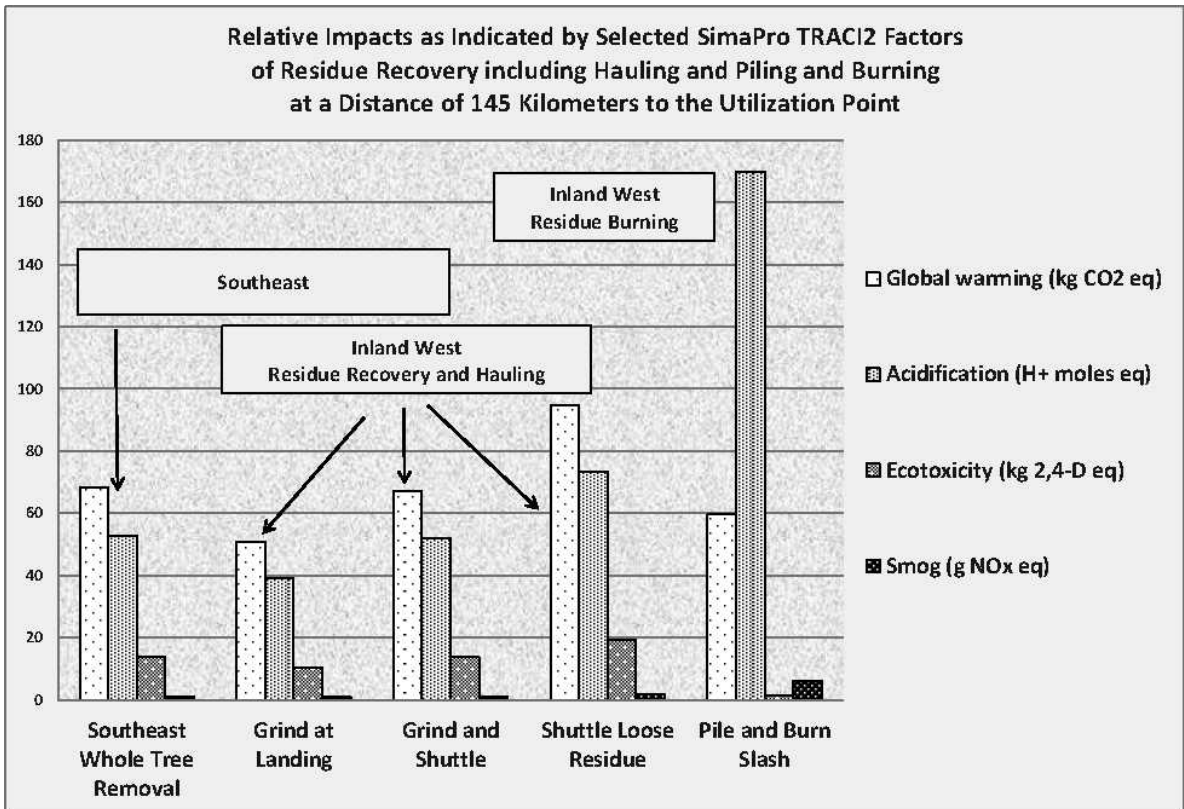 Relative Impacts as Indicated by Selected SimaPro TRACI2 Factors
of Residue Recovery including Hauling and Piling and Burning
at a Distance of 145 Kilometers to the Utilization Point
180
160
140
120
100
80
60
40
20
0
Inland West
Residue Burning
Southeast
Inland West
Residue Recovery and Hauling
Global warming (kg CO2 eq)
Acidification (H+ moles eq)
Ecotoxicity (kg 2,4-D eq)
Smog (g NOx eq)
Southeast
Whole Tree
Removal
Grind at
Landing
Grind and
Shuttle
Shuttle Loose
Residue
Pile and Burn
Slash